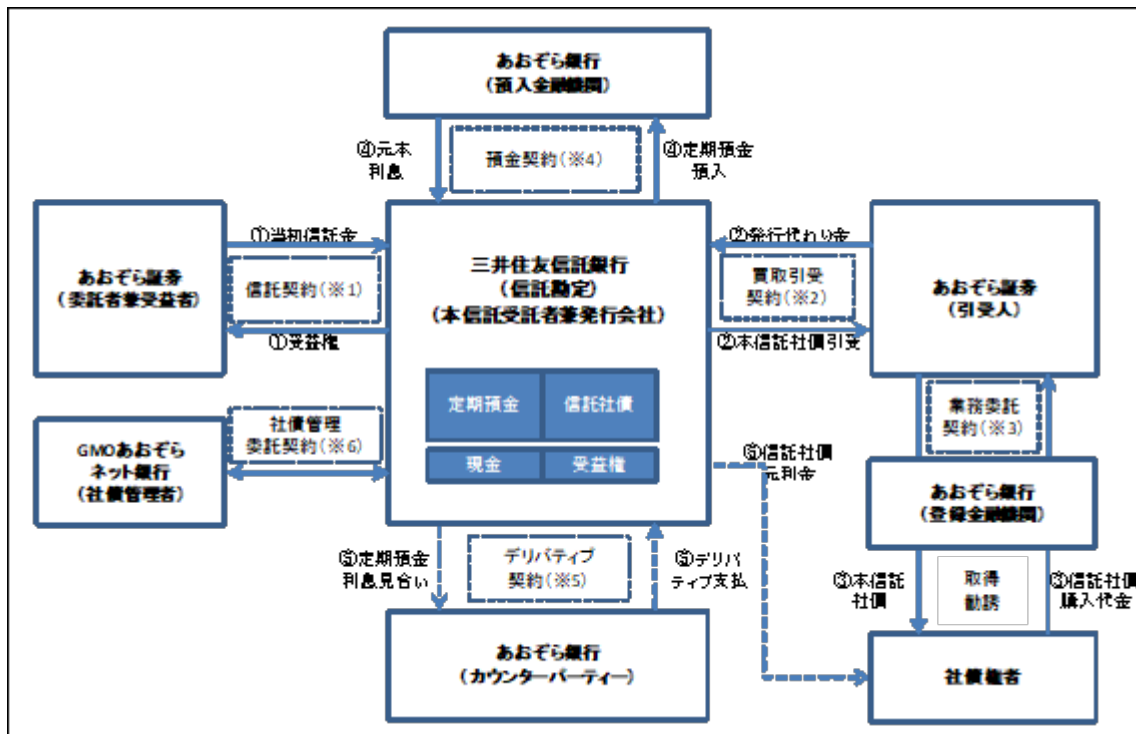 あおぞら銀行
(預入金融機関)
④元本
利息
預金契約(※4)
④定期預金
預入
あおぞら証券
(委託者兼受益者)
①当初信託金
信託契約(※1)
①受益権
三井住友信託銀行
(信託勘定)
(本信託受託者兼発行会社)
②発行代わり金
買取引受
契約(※2)
②本信託社債引受
あおぞら証券
(引受人)
定期預金
信託社債
現金
受益権
GMOあおぞら
ネット銀行
(社債管理者)
社債管理
委託契約(※6)
業務委託
契約(※3)
⑥信託社債
元利金
あおぞら銀行
(登録金融機関)
⑤定期預金
利息見合い
デリバティブ
契約(※5)
⑤デリバ
ティブ支払
③本信託
社債
取得
勧誘
③信託社債
購入代金
あおぞら銀行
(カウンターパーティー)
社債権者